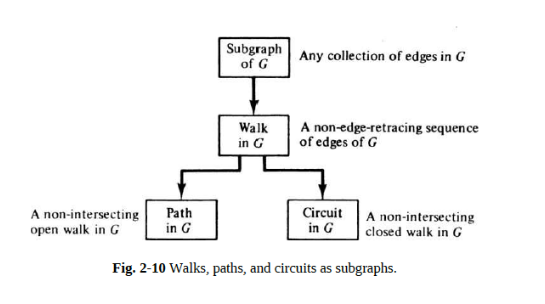 Subgraph
of G
Any collection of edges in G
Walk
in G
A non-edge-retracing sequence
of edges of G
A non-intersecting
open walk in G
Path
in G
Circuit
in G
A non-intersecting
closed walk in G
Fig. 2-10 Walks, paths, and circuits as subgraphs.